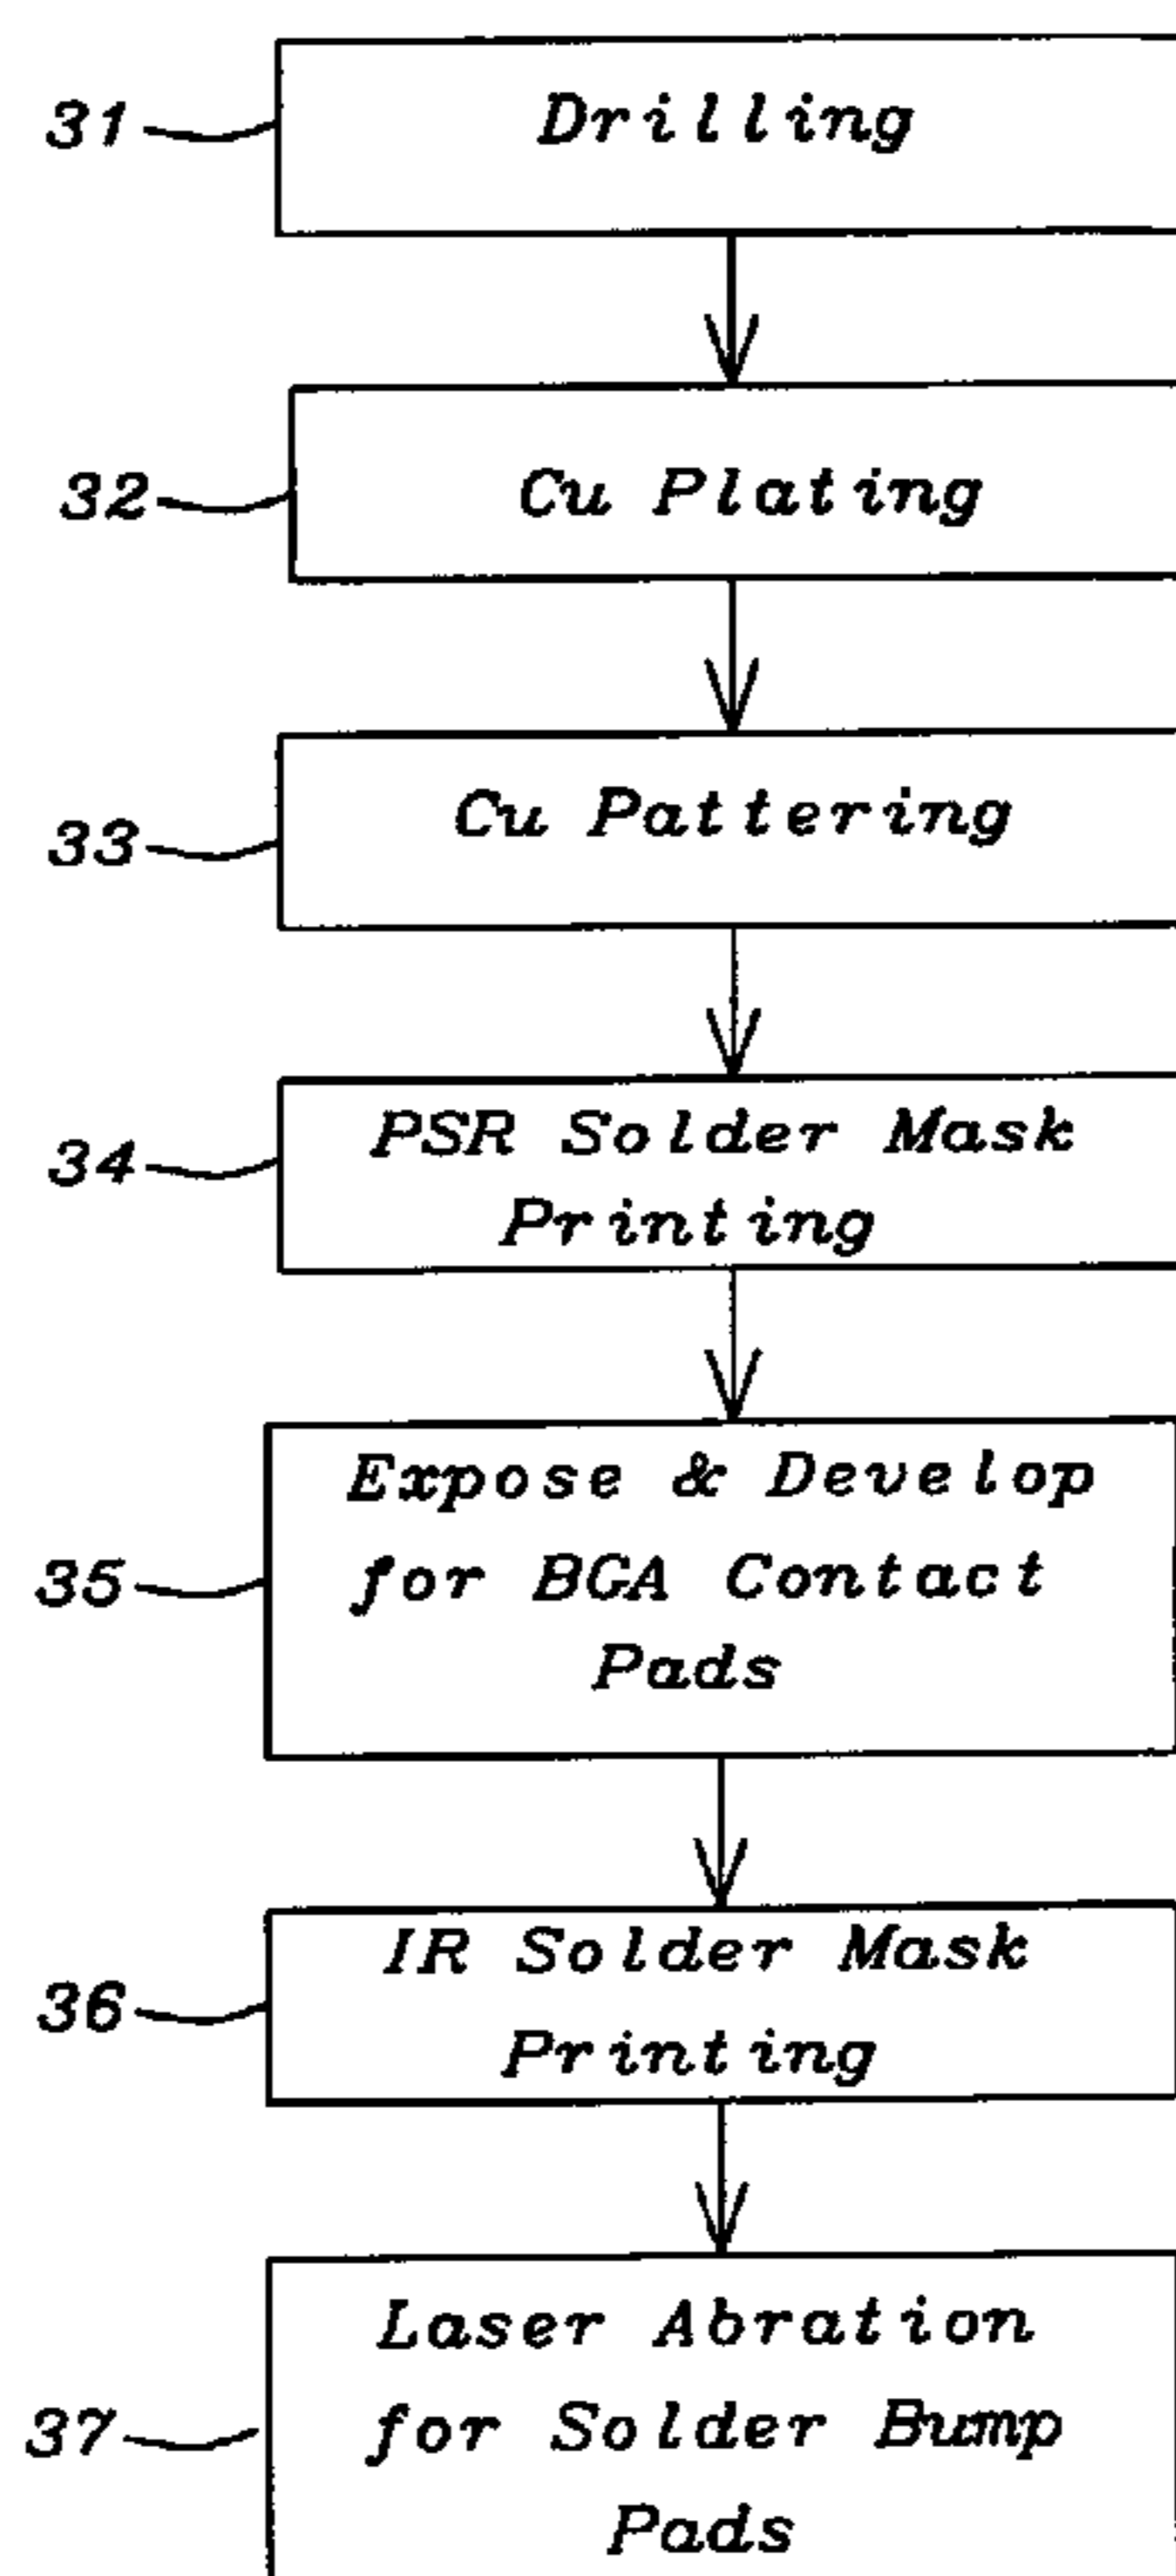 31 Drilling
32 Cu Plating
33 Cu Pattering
34 PSR Solder Mask
Printing
Expose & Develop
35 for BGA Contact
Pads
IR Solder Mask
36 Printing
Laser Abration
37 for Solder Bump
Pads